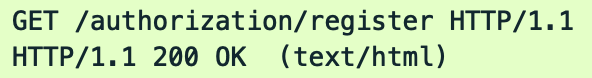 GET /authorization/register HTTP/1.1
HTTP/1.1 200 OK  (text/html)